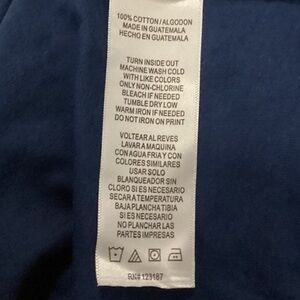 100% COTTON/ALGODON
MADE IN GUATEMALA
HECHO EN GUATEMALA
TURN INSIDE OUT
MACHINE WASH COLD
WITH LIKE COLORS
ONLY NON-CHLORINE
BLEACH IF NEEDED
TUMBLE DRY LOW
WARM IRON IF NEEDED
DO NOT IRON ON PRINT
VOLTEAR AL REVES
LAVAR A MAQUINA
CON AGUA FRIA Y CON
COLORES SIMILARES
USAR SOLO
BLANQUEADOR SIN
CLORO SI ES NECESARIO
SECAR A TEMPERATURA
BAJA PLANCHA TIBIA
SI ES NECESARIO
NO PLANCHAR LAS
PARTES IMPRESAS
RN# 123187